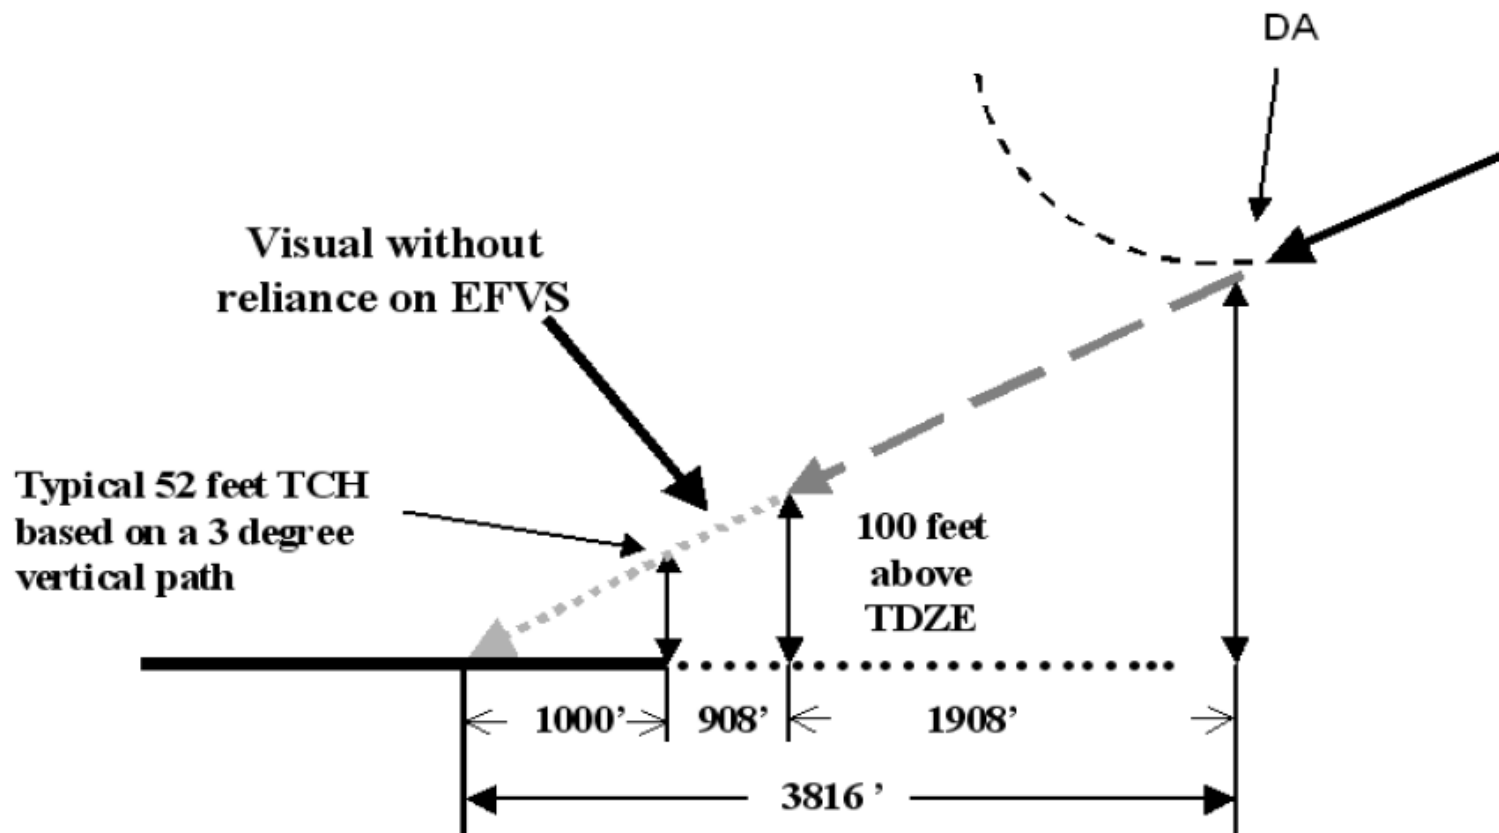 DA
Visual without
reliance on EFVS
Typical 52 feet TCH
based on a 3 degree
vertical path
100 feet
above
TDZE
1000’
908’
1908’
3816 ’